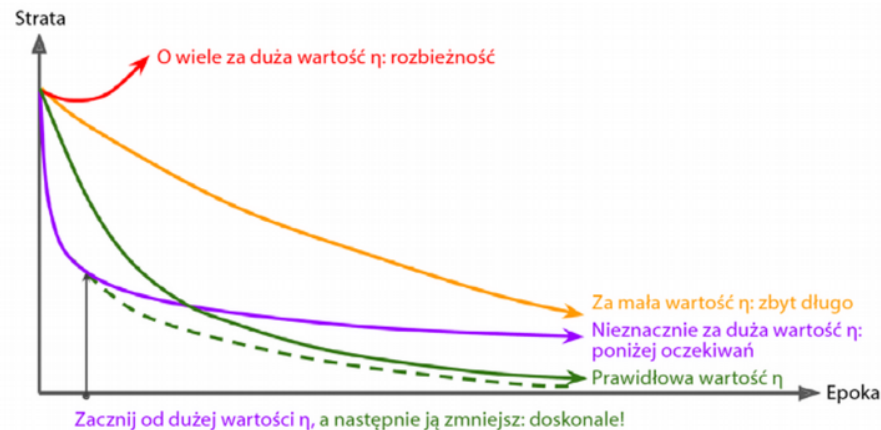 Strata
O wiele za duża wartość η: rozbieżność
Za mała wartość η: zbyt długo
Nieznacznie za duża wartość η:
poniżej oczekiwań
Prawidłowa wartość η
Epoka
Zacznij od dużej wartości η, a następnie ją zmniejsz: doskonale!